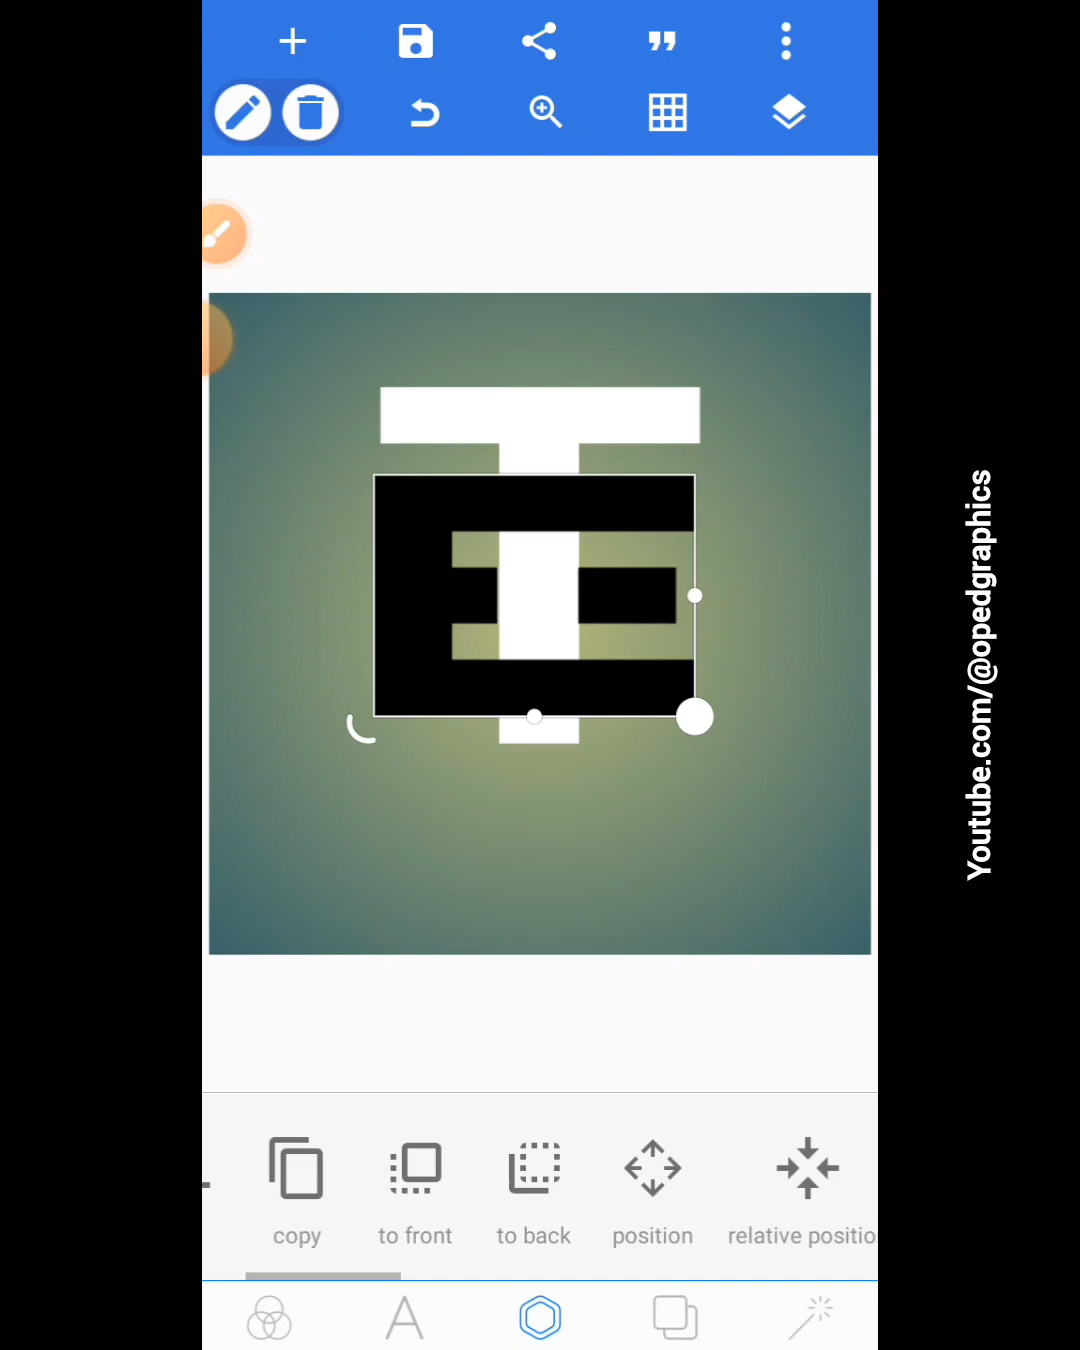 T
E
Youtube.com/@opedgraphics
copy
to front
to back
position
relative positio
A